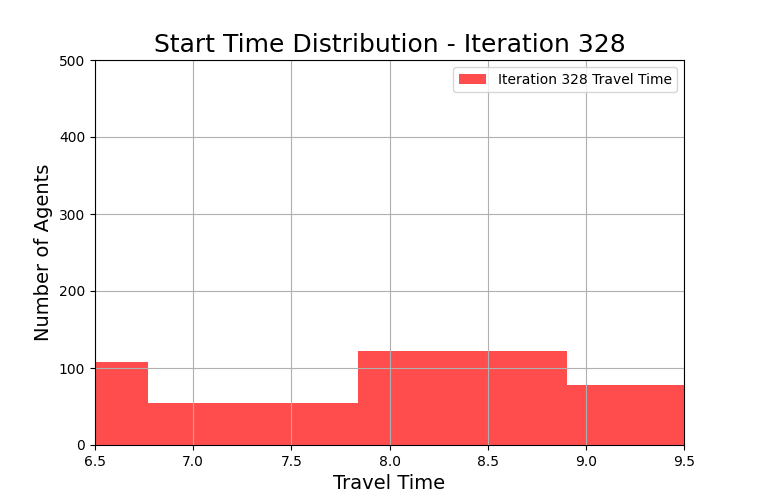 Start Time Distribution - Iteration 328
Iteration 328 Travel Time
Number of Agents
500
400
300
200
100
0
6.5 7.0 7.5 8.0 8.5 9.0 9.5
Travel Time